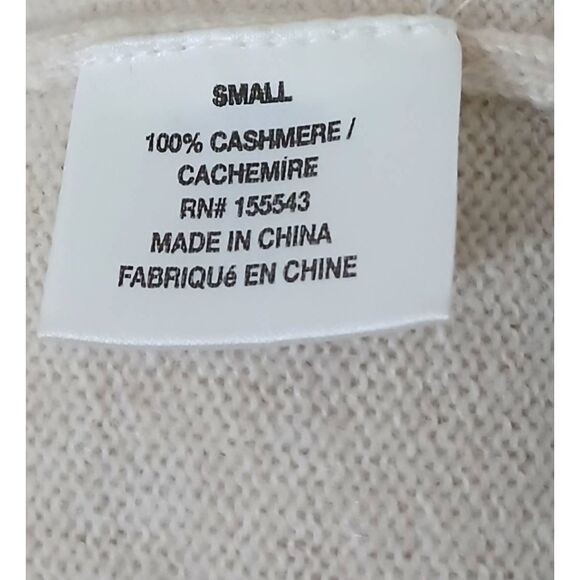 SMALL
100% CASHMERE /
CACHEMİRE
RN# 155543
MADE IN CHINA
FABRIQUé EN CHINE